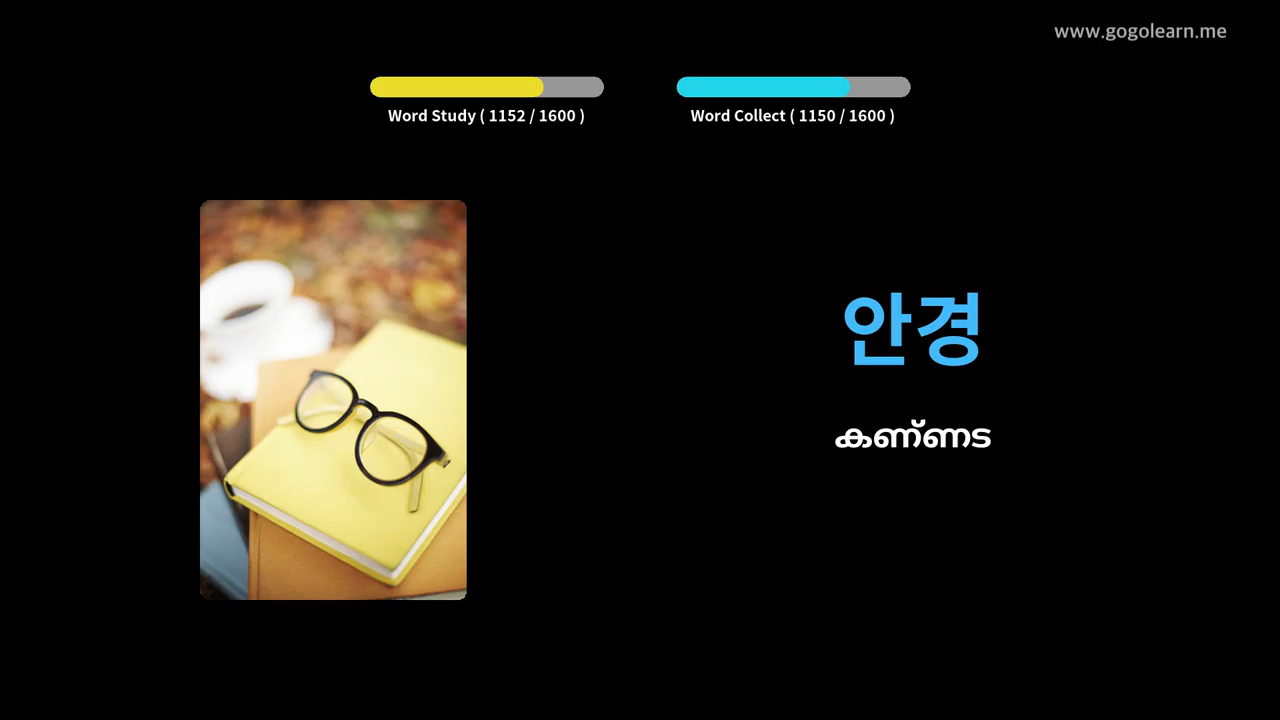 www.gogolearn.me
Word Study ( 1152 / 1600 )
Word Collect ( 1150 / 1600 )
안경
കണ്ണട